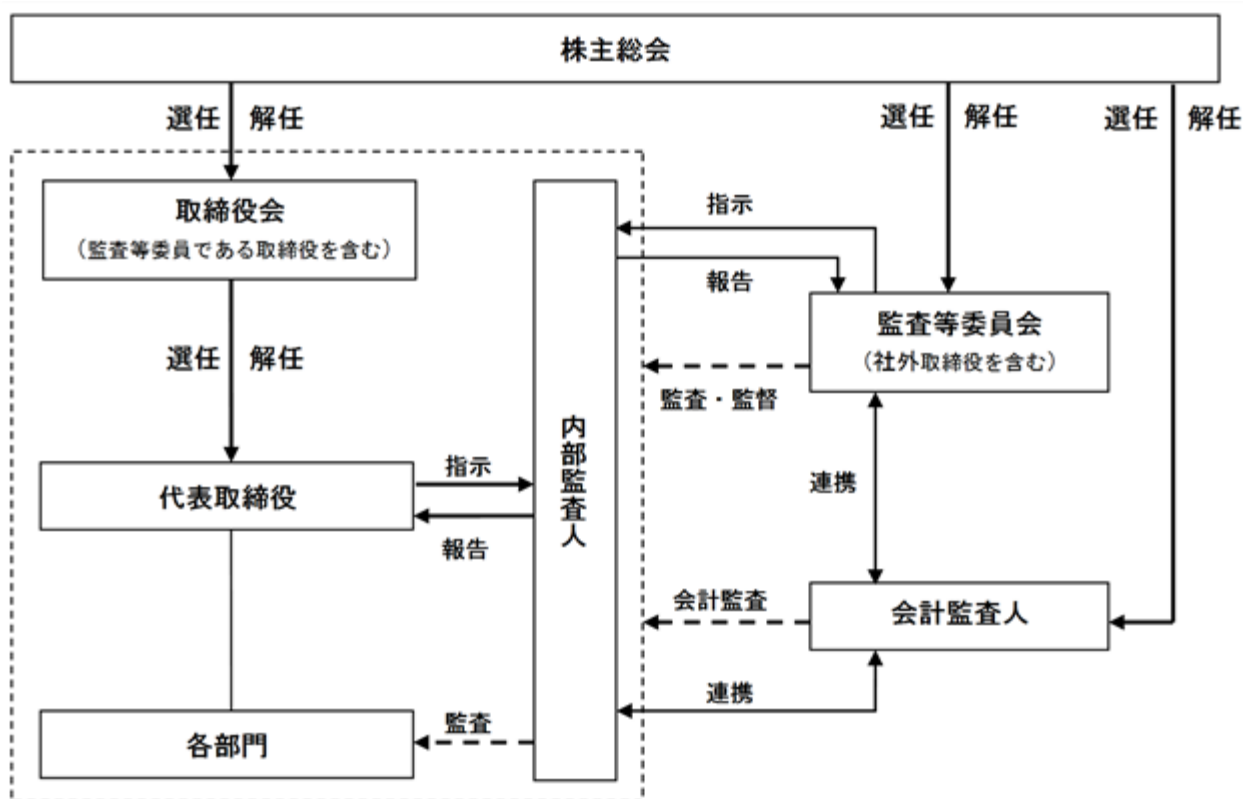 株主総会
選任 解任
選任 解任
選任 解任
取締役会
（監査等委員である取締役を含む）
指示
報告
監査等委員会
（社外取締役を含む）
選任 解任
監査・監督
内部監査人
指示
代表取締役
連携
報告
会計監査
会計監査人
連携
監査
各部門